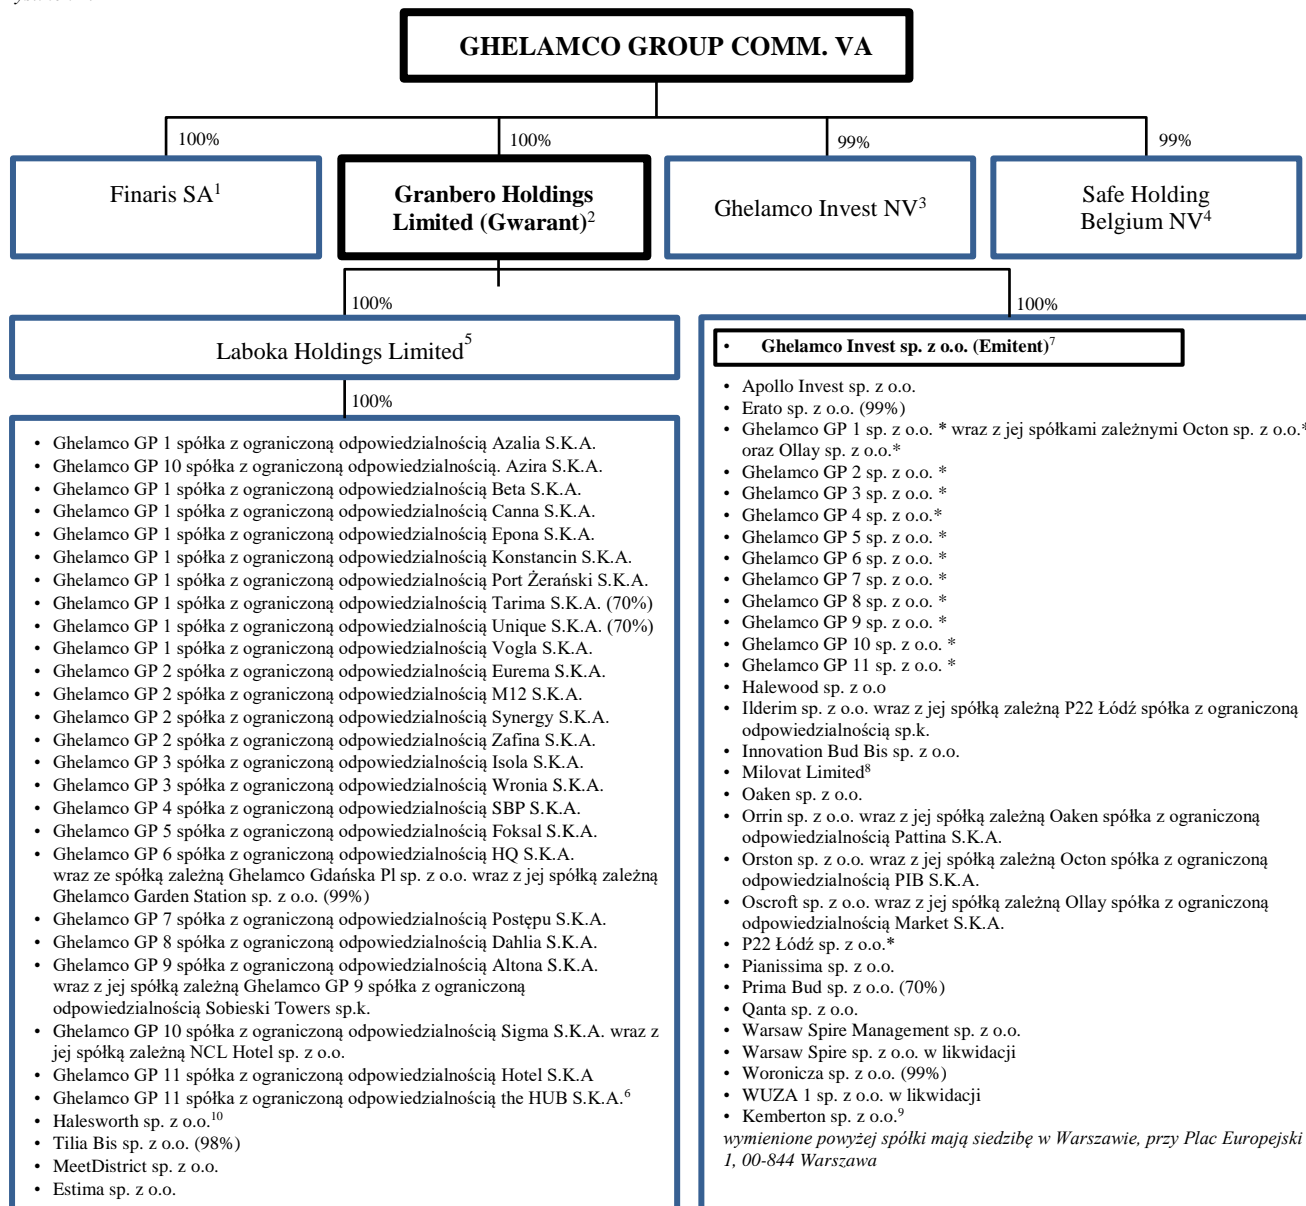 GHELAMCO GROUP COMM. VA
100%
100%
99%
99%
Finaris SA1
Granbero Holdings
Limited (Gwarant)2
Ghelamco Invest NV3
Safe Holding
Belgium NV4
100%
100%
Laboka Holdings Limited5
100%
• Ghelamco GP 1 spółka z ograniczoną odpowiedzialnością Azalia S.K.A.
• Ghelamco GP 10 spółka z ograniczoną odpowiedzialnością. Azira S.K.A.
• Ghelamco GP 1 spółka z ograniczoną odpowiedzialnością Beta S.K.A.
• Ghelamco GP 1 spółka z ograniczoną odpowiedzialnością Canna S.K.A.
• Ghelamco GP 1 spółka z ograniczoną odpowiedzialnością Epona S.K.A.
• Ghelamco GP 1 spółka z ograniczoną odpowiedzialnością Konstancin S.K.A.
• Ghelamco GP 1 spółka z ograniczoną odpowiedzialnością Port Żerański S.K.A.
• Ghelamco GP 1 spółka z ograniczoną odpowiedzialnością Tarima S.K.A. (70%)
• Ghelamco GP 1 spółka z ograniczoną odpowiedzialnością Unique S.K.A. (70%)
• Ghelamco GP 1 spółka z ograniczoną odpowiedzialnością Vogla S.K.A.
• Ghelamco GP 2 spółka z ograniczoną odpowiedzialnością Eurema S.K.A.
• Ghelamco GP 2 spółka z ograniczoną odpowiedzialnością M12 S.K.A.
• Ghelamco GP 2 spółka z ograniczoną odpowiedzialnością Synergy S.K.A.
• Ghelamco GP 2 spółka z ograniczoną odpowiedzialnością Zafina S.K.A.
• Ghelamco GP 3 spółka z ograniczoną odpowiedzialnością Isola S.K.A.
• Ghelamco GP 3 spółka z ograniczoną odpowiedzialnością Wronia S.K.A.
• Ghelamco GP 4 spółka z ograniczoną odpowiedzialnością SBP S.K.A.
• Ghelamco GP 5 spółka z ograniczoną odpowiedzialnością Foksal S.K.A.
• Ghelamco GP 6 spółka z ograniczoną odpowiedzialnością HQ S.K.A.
wraz ze spółką zależną Ghelamco Gdańska Pl sp. z o.o. wraz z jej spółką zależną
Ghelamco Garden Station sp. z o.o. (99%)
• Ghelamco GP 7 spółka z ograniczoną odpowiedzialnością Postępu S.K.A.
• Ghelamco GP 8 spółka z ograniczoną odpowiedzialnością Dahlia S.K.A.
• Ghelamco GP 9 spółka z ograniczoną odpowiedzialnością Altona S.K.A.
wraz z jej spółką zależną Ghelamco GP 9 spółka z ograniczoną
odpowiedzialnością Sobieski Towers sp.k.
• Ghelamco GP 10 spółka z ograniczoną odpowiedzialnością Sigma S.K.A. wraz z
jej spółką zależną NCL Hotel sp. z o.o.
• Ghelamco GP 11 spółka z ograniczoną odpowiedzialnością Hotel S.K.A
• Ghelamco GP 11 spółka z ograniczoną odpowiedzialnością the HUB S.K.A.6
• Halesworth sp. z o.o.10
• Tilia Bis sp. z o.o. (98%)
• MeetDistrict sp. z o.o.
• Estima sp. z o.o.
• Ghelamco Invest sp. z o.o. (Emitent)7
• Apollo Invest sp. z o.o.
• Erato sp. z o.o. (99%)
• Ghelamco GP 1 sp. z o.o. * wraz z jej spółkami zależnymi Octon sp. z o.o.*
oraz Ollay sp. z o.o.*
• Ghelamco GP 2 sp. z o.o. *
• Ghelamco GP 3 sp. z o.o. *
• Ghelamco GP 4 sp. z o.o.*
• Ghelamco GP 5 sp. z o.o. *
• Ghelamco GP 6 sp. z o.o. *
• Ghelamco GP 7 sp. z o.o. *
• Ghelamco GP 8 sp. z o.o. *
• Ghelamco GP 9 sp. z o.o. *
• Ghelamco GP 10 sp. z o.o. *
• Ghelamco GP 11 sp. z o.o. *
• Halewood sp. z o.o
• Ilderim sp. z o.o. wraz z jej spółką zależną P22 Łódź spółka z ograniczoną
odpowiedzialnością sp.k.
• Innovation Bud Bis sp. z o.o.
• Milovat Limited8
• Oaken sp. z o.o.
• Orrin sp. z o.o. wraz z jej spółką zależną Oaken spółka z ograniczoną
odpowiedzialnością Pattina S.K.A.
• Orston sp. z o.o. wraz z jej spółką zależną Octon spółka z ograniczoną
odpowiedzialnością PIB S.K.A.
• Oscroft sp. z o.o. wraz z jej spółką zależną Ollay spółka z ograniczoną
odpowiedzialnością Market S.K.A.
• P22 Łódź sp. z o.o.*
• Pianissima sp. z o.o.
• Prima Bud sp. z o.o. (70%)
• Qanta sp. z o.o.
• Warsaw Spire Management sp. z o.o.
• Warsaw Spire sp. z o.o. w likwidacji
• Woronicza sp. z o.o. (99%)
• WUZA 1 sp. z o.o. w likwidacji
• Kemberton sp. z o.o.9
wymienione powyżej spółki mają siedzibę w Warszawie, przy Plac Europejski
1, 00-844 Warszawa